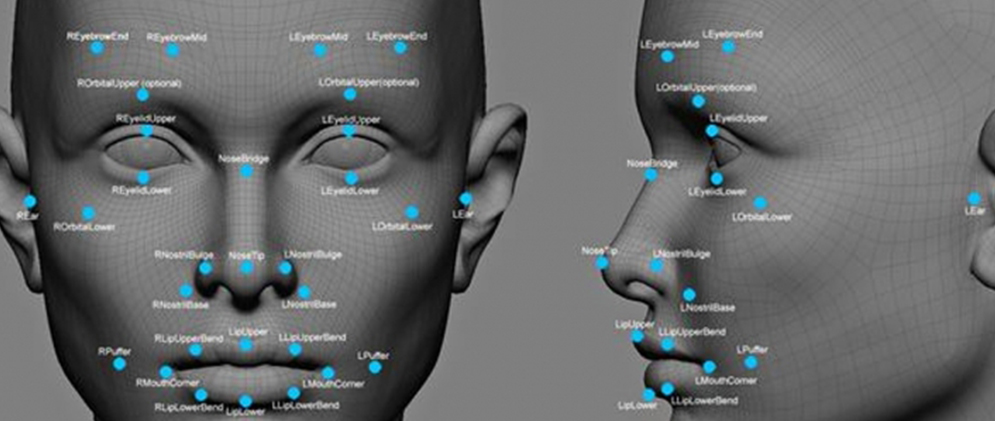 REyebrowEnd
REyebrowMid
LEyebrowMid
LEyebrowEnd
ROrbitalUpper (optional)
LOrbitalUpper(optional)
REyelidUpper
LEyelidUpper
NoseBridge
REyelidLower
LEyelidLower
REar
LEar
ROrbitalLower
LOrbitalLower
RNostrilBulge
NoseTip
LNostrilBulge
RNostrilBase
LNostrilBase
LipUpper
RLipUpperBend
LLipUpperBend
RPuffer
LPuffer
RMouthCorner
LMouthCorner
RLipLowerBend
LipLower
LLipLowerBend
LEyebrowMid
LEyebrowEnd
LOrbitalUpper(optional)
LEyelidUpper
NoseBridge
LEyelidLower
LOrbitalLower
LEar
NoseTip
LNostrilBulge
LNostrilBase
LipUpper
LLipUpperBend
LPuffer
LMouthCorner
LipLower
LLipLowerBend